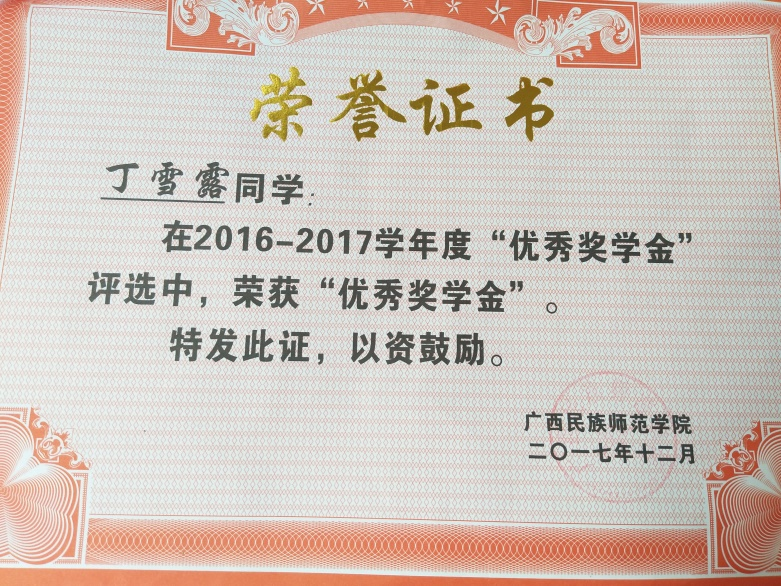 荣誉证书
丁雪露同学：
在2016-2017学年度“优秀奖学金”
评选中，荣获“优秀奖学金”。
特发此证，以资鼓励。
广西民族师范学院
二〇一七年十二月